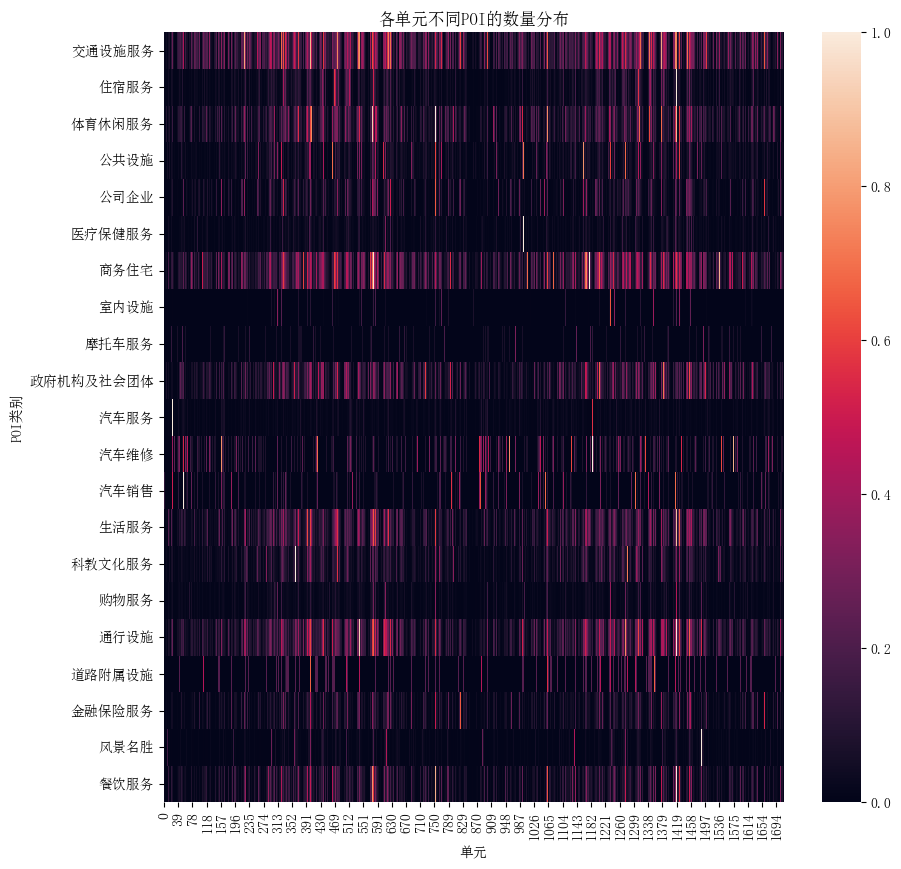 各单元不同POI的数量分布
POI类别
交通设施服务
住宿服务
体育休闲服务
公共设施
公司企业
医疗保健服务
商务住宅
室内设施
摩托车服务
政府机构及社会团体
汽车服务
汽车维修
汽车销售
生活服务
科教文化服务
购物服务
通行设施
道路附属设施
金融保险服务
风景名胜
餐饮服务
0 39 78 118 157 196 235 274 313 352 391 430 469 512 551 591 630 670 710 750 789 829 870 909 948 987 1026 1065 1104 1143 1182 1221 1260 1299 1338 1379 1419 1458 1497 1536 1575 1614 1654 1694
单元
1.0
0.8
0.6
0.4
0.2
0.0